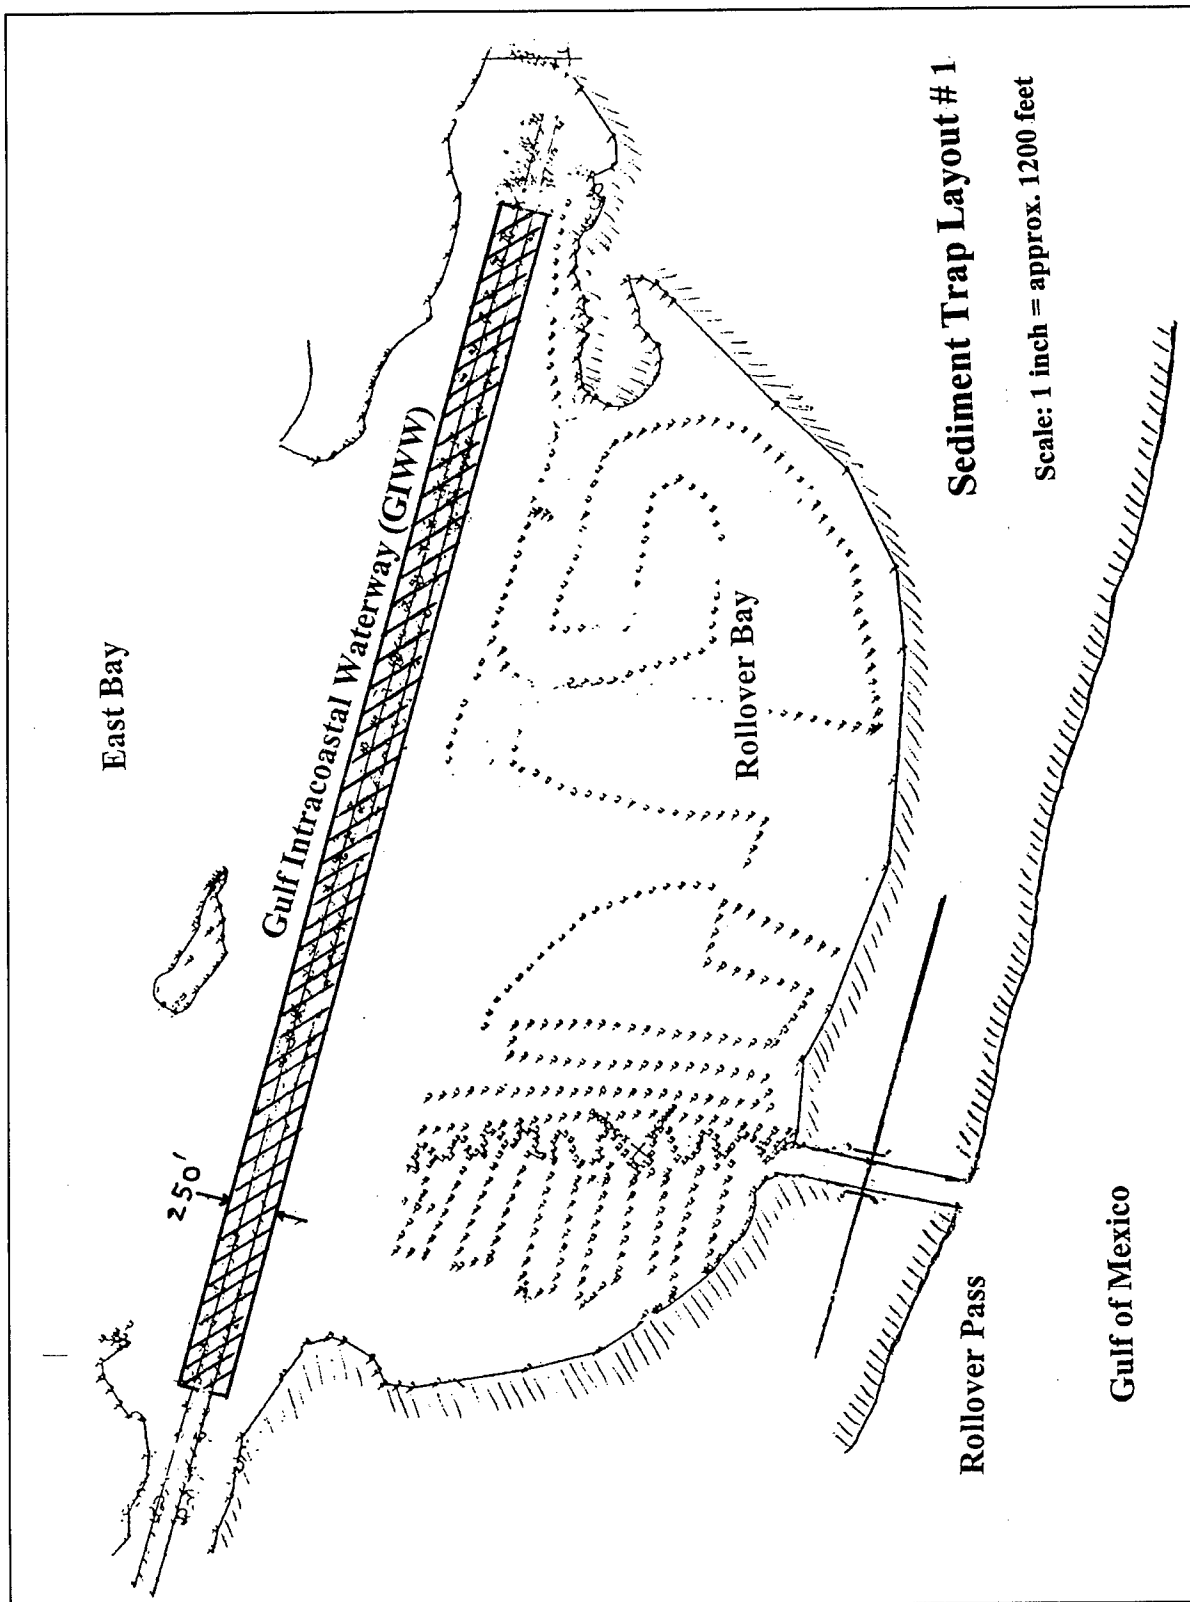 East Bay
250'
Gulf Intracoastal Waterway (GIWW)
Rollover Bay
Sediment Trap Layout # 1
Scale: 1 inch = approx. 1200 feet
Rollover Pass
Gulf of Mexico